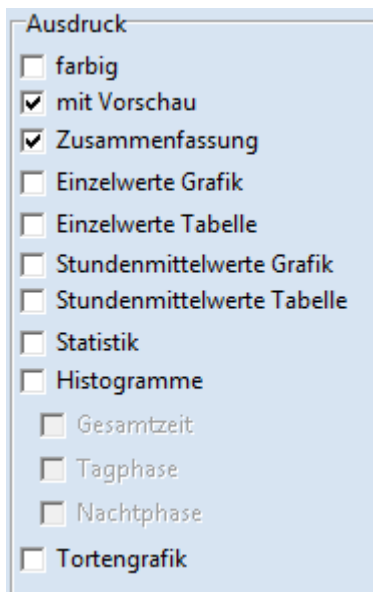 Ausdruck
farbig
mit Vorschau
Zusammenfassung
Einzelwerte Grafik
Einzelwerte Tabelle
Stundenmittelwerte Grafik
Stundenmittelwerte Tabelle
Statistik
Histogramme
Gesamtzeit
Tagphase
Nachtphase
Tortengrafik